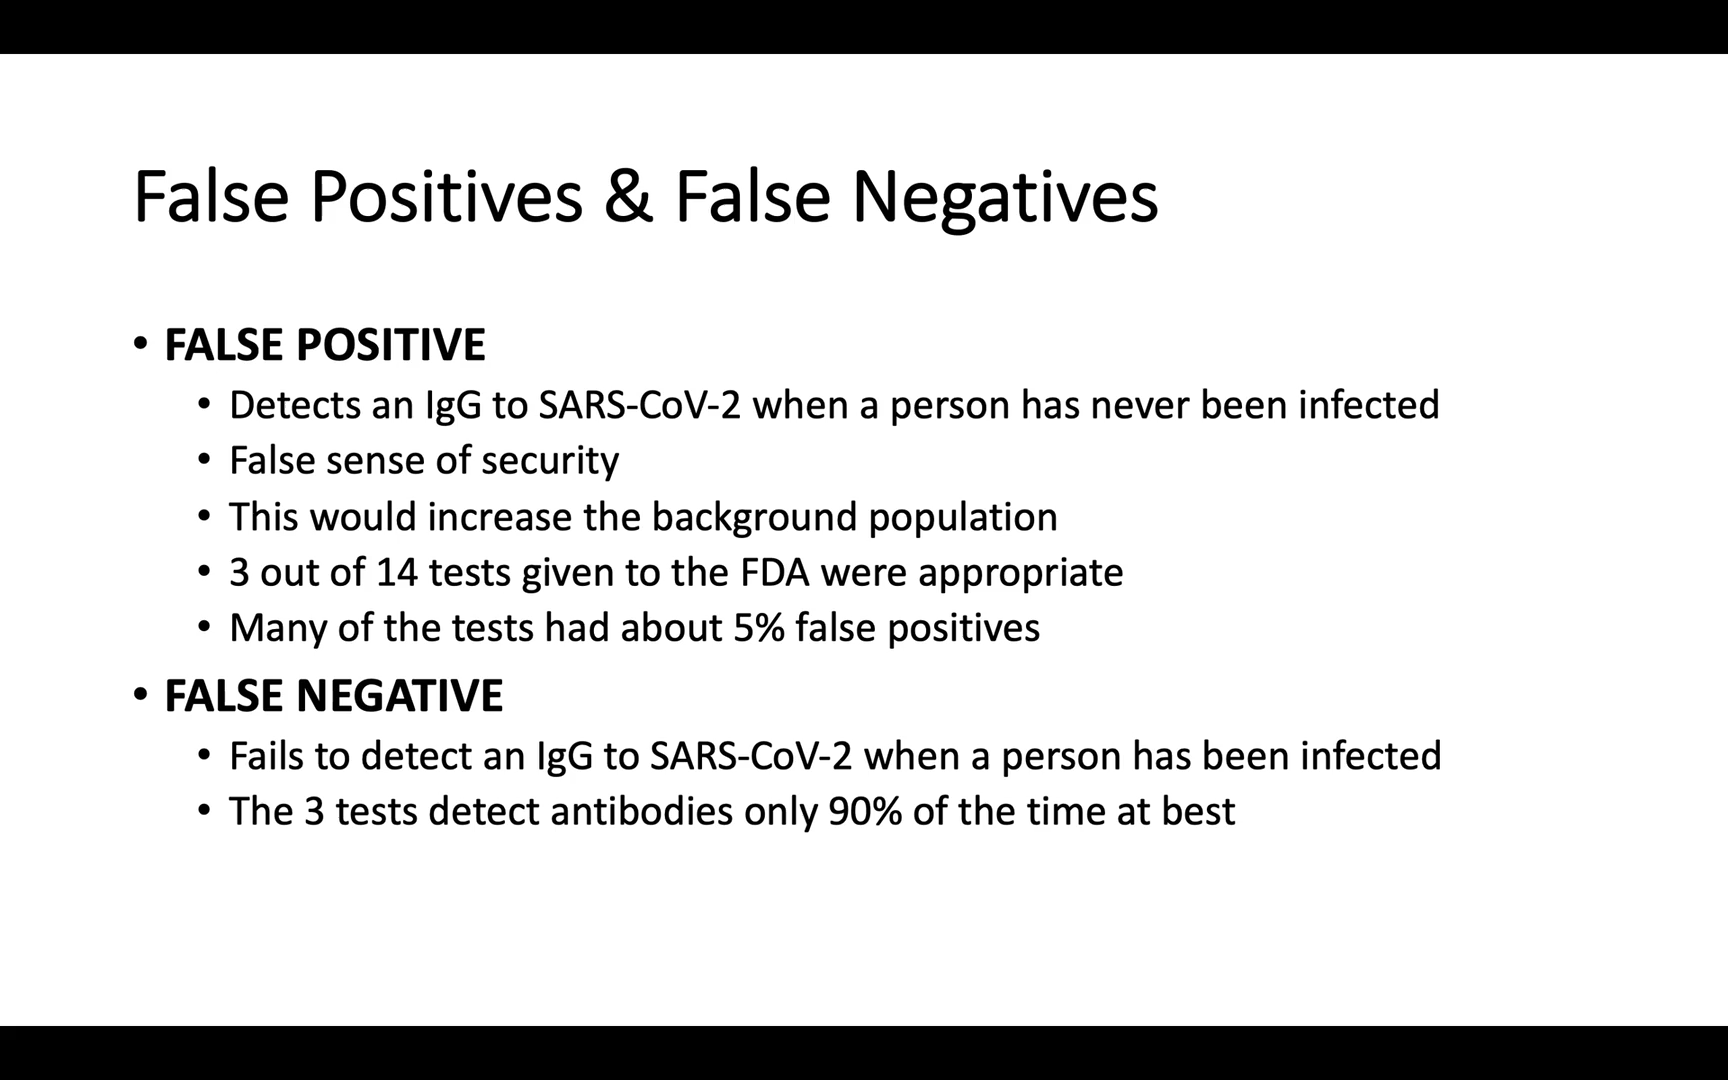 False Positives & False Negatives
• FALSE POSITIVE
• Detects an IgG to SARS-CoV-2 when a person has never been infected
• False sense of security
• This would increase the background population
• 3 out of 14 tests given to the FDA were appropriate
• Many of the tests had about 5% false positives
• FALSE NEGATIVE
• Fails to detect an IgG to SARS-CoV-2 when a person has been infected
• The 3 tests detect antibodies only 90% of the time at best